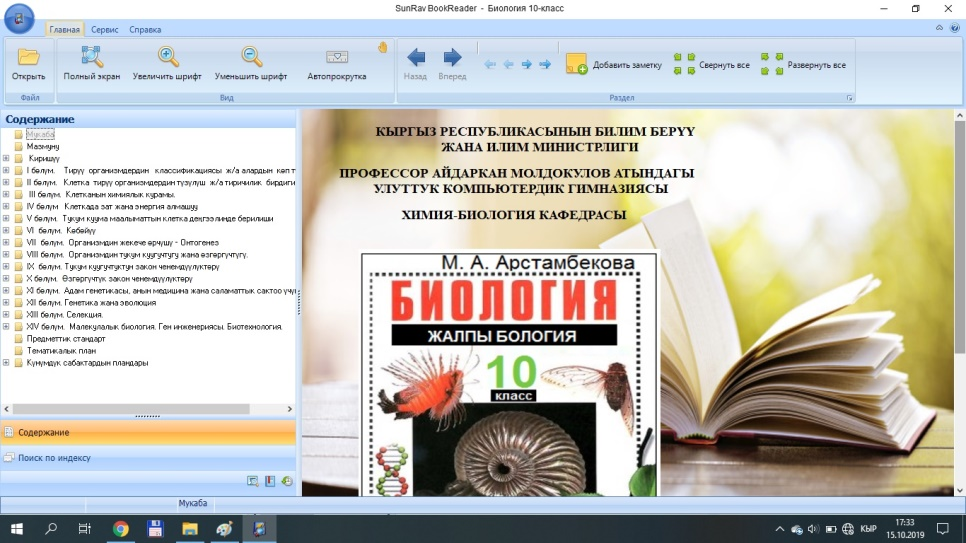 SunRav BookReader - Биология 10-класс
Главная Сервис Справка
Открыть
Полный экран
Увеличить шрифт
Уменьшить шрифт
Автопрокрутка
Назад
Вперед
Добавить заметку
Свернуть все
Развернуть все
Файл
Вид
Раздел
Содержание
Мукаба
Мазмуну
Киришүү
I бөлүм. Тирүү организмдердин классификациясы ж/а алардын көп т
II бөлүм. Клетка тирүү организмдердин түзүлүш ж/а тиричилик бирдиги
III бөлүм. Клетканын химиялык курамы.
IV бөлүм Клеткада зат жана энергия алмашуу
V бөлүм. Тукум куума маалыматтын клетка деңгээлинде берилиши
VI бөлүм Көбөйүү
VII бөлүм. Организмдин жекече өрчүшү - Онтогенез
VIII бөлүм. Организмдин тукум куугучтугу жана өзгөргүчтүгү.
IX бөлүм. Тукум куугучтуктун закон ченемдүүлүктөрү
X бөлүм. Өзгөргүчтүк закон ченемдүүлүктөрү
XI бөлүм. Адам генетикасы, анын медицина жана саламаттык сактоо үчү
XII бөлүм. Генетика жана эволюция
XIII бөлүм. Селекция.
XIV бөлүм. Малекулалык биология. Ген инженериясы. Биотехнология.
Предметтик стандарт
Тематикалык план
Күнүмдүк сабактардын пландары
Содержание
Поиск по индексу
Мукаба
КЫРГЫЗ РЕСПУБЛИКАСЫНЫН БИЛИМ БЕРҮҮ
ЖАНА ИЛИМ МИНИСТРЛИГИ
ПРОФЕССОР АЙДАРКАН МОЛДОКУЛОВ АТЫНДАГЫ
УЛУТТУК КОМПЬЮТЕРДИК ГИМНАЗИЯСЫ
ХИМИЯ-БИОЛОГИЯ КАФЕДРАСЫ
М. А. Арстамбекова
БИОЛОГИЯ
ЖАЛПЫ БОЛОГИЯ
10
класс
КЫР
17:33
15.10.2019